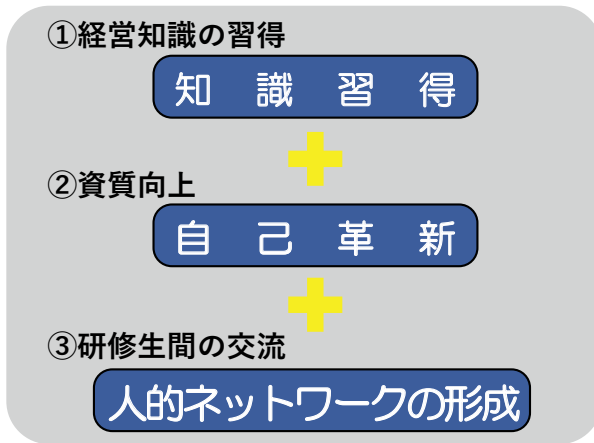 ①経営知識の習得
知識習得
②資質向上
自己革新
③研修生間の交流
人的ネットワークの形成